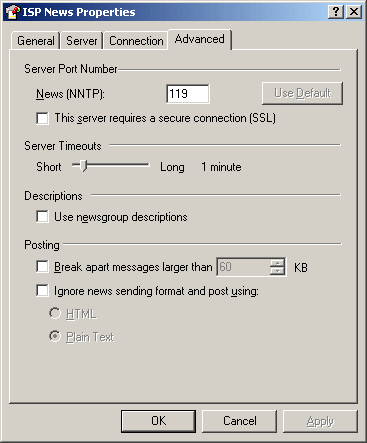 ISP News Properties
General Server Connection Advanced
Server Port Number
News (NNTP): 119 Use Default
This server requires a secure connection (SSL)
Server Timeouts
Short Long 1 minute
Descriptions
Use newsgroup descriptions
Posting
Break apart messages larger than 60 KB
Ignore news sending format and post using:
HTML
Plain Text
OK Cancel Apply